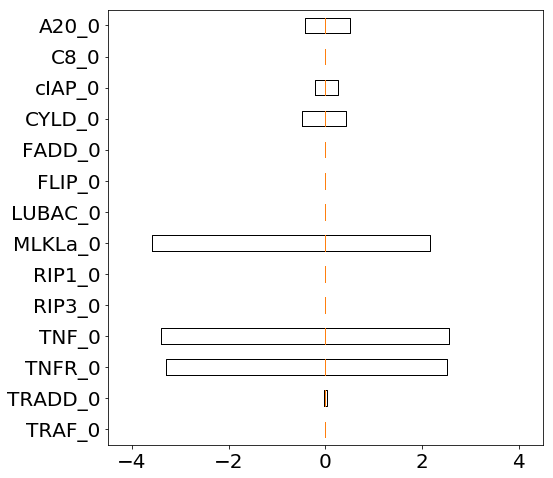 A20_0
C8_0
cIAP_0
CYLD_0
FADD_0
FLIP_0
LUBAC_0
MLKLa_0
RIP1_0
RIP3_0
TNF_0
TNFR_0
TRADD_0
TRAF_0
−4 −2 0 2 4